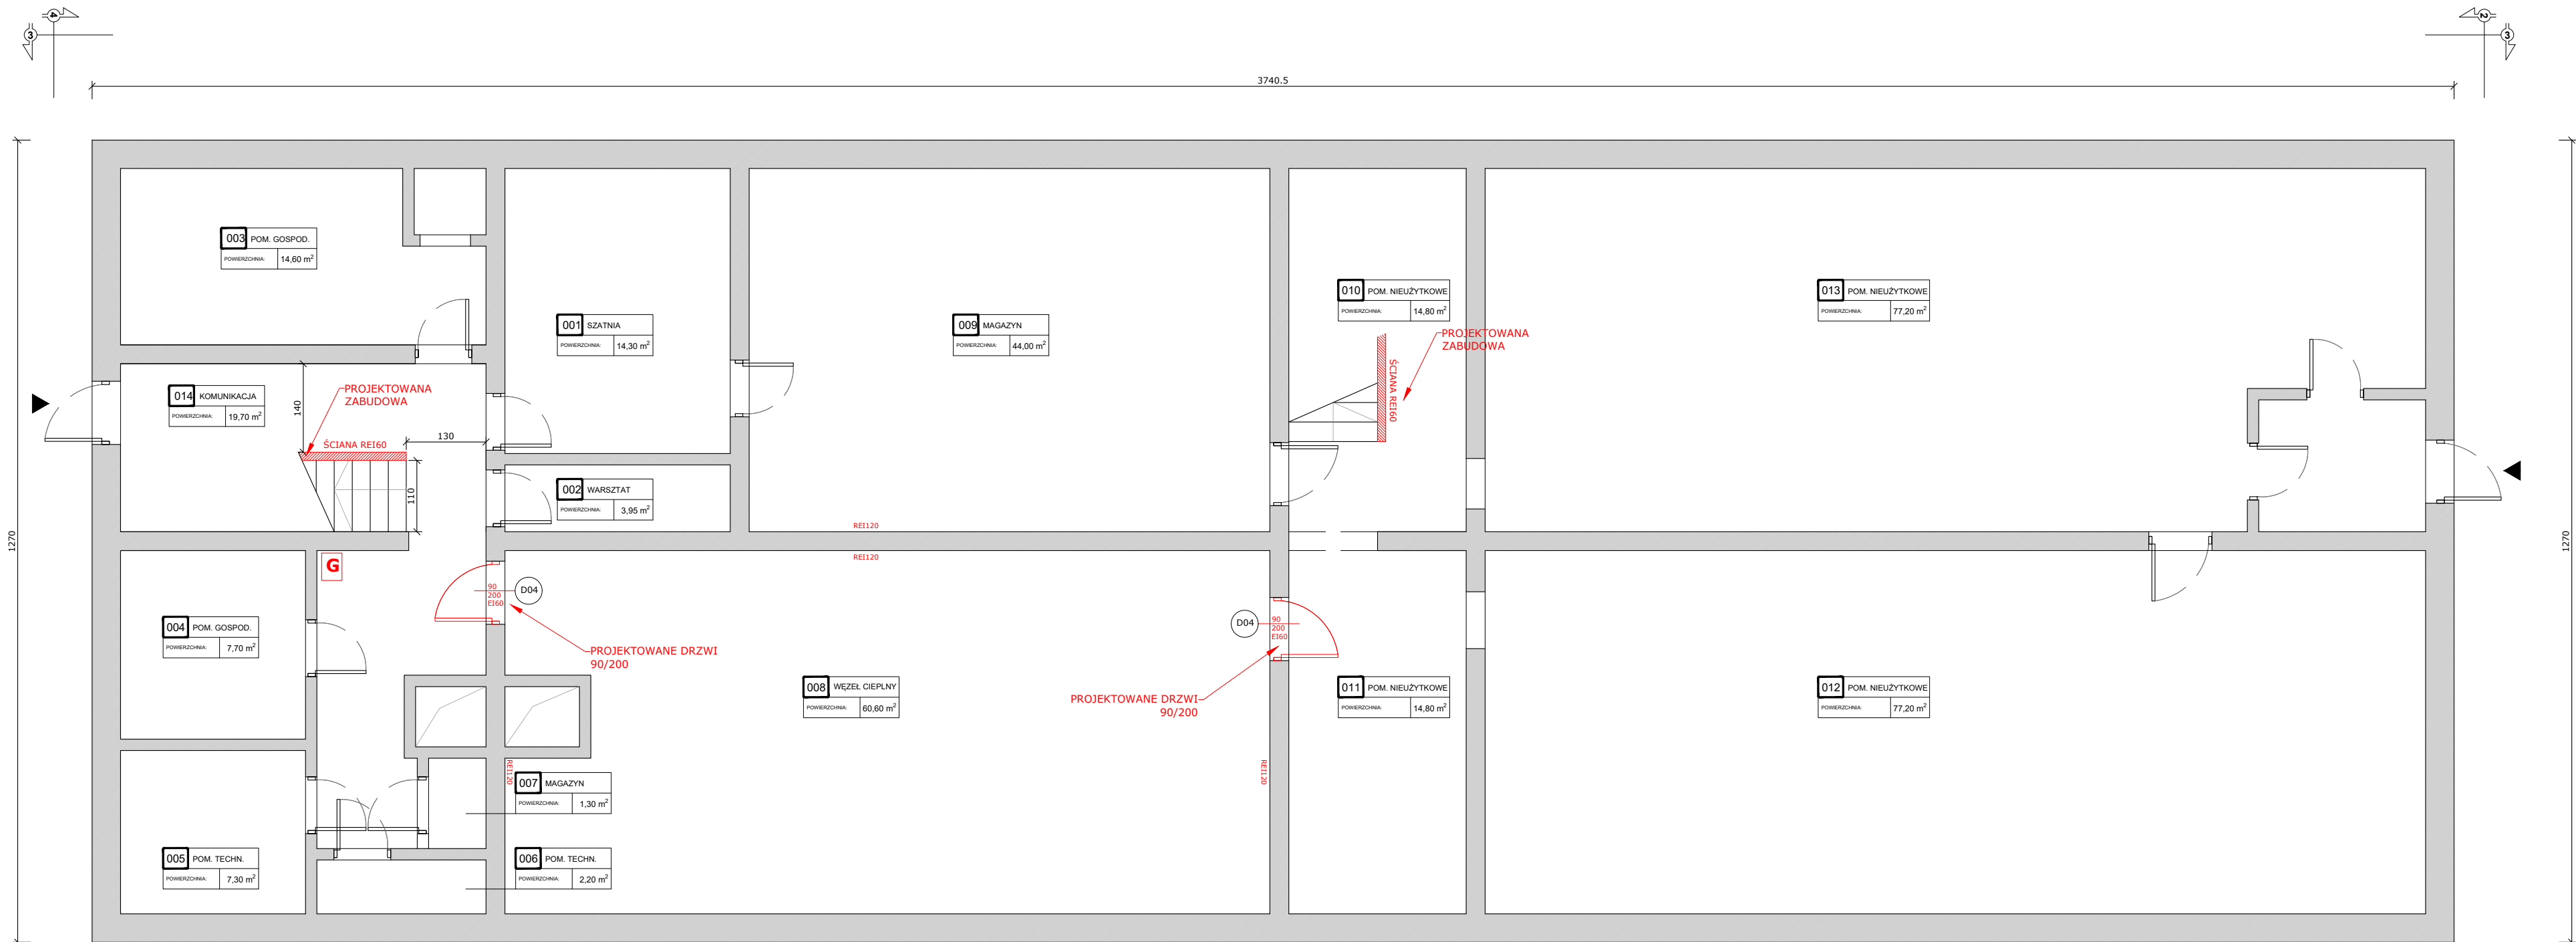 4
3
2
3
3740.5
1270
1270
003 POM. GOSPOD.
POWIERZCHNIA: 14,60 m²
001 SZATNIA
POWIERZCHNIA: 14,30 m²
009 MAGAZYN
POWIERZCHNIA: 44,00 m²
010 POM. NIEUŻYTKOWE
POWIERZCHNIA: 14,80 m²
013 POM. NIEUŻYTKOWE
POWIERZCHNIA: 77,20 m²
PROJEKTOWANA
ZABUDOWA
ŚCIANA REI60
014 KOMUNIKACJA
POWIERZCHNIA: 19,70 m²
140
PROJEKTOWANA
ZABUDOWA
ŚCIANA REI60
130
110
002 WARSZTAT
POWIERZCHNIA: 3,95 m²
REI120
REI120
G
90
200
EI60
D04
PROJEKTOWANE DRZWI
90/200
D04
90
200
EI60
PROJEKTOWANE DRZWI
90/200
004 POM. GOSPOD.
POWIERZCHNIA: 7,70 m²
008 WĘZEŁ CIEPLNY
POWIERZCHNIA: 60,60 m²
011 POM. NIEUŻYTKOWE
POWIERZCHNIA: 14,80 m²
012 POM. NIEUŻYTKOWE
POWIERZCHNIA: 77,20 m²
REI120
REI120
007 MAGAZYN
POWIERZCHNIA: 1,30 m²
005 POM. TECHN.
POWIERZCHNIA: 7,30 m²
006 POM. TECHN.
POWIERZCHNIA: 2,20 m²